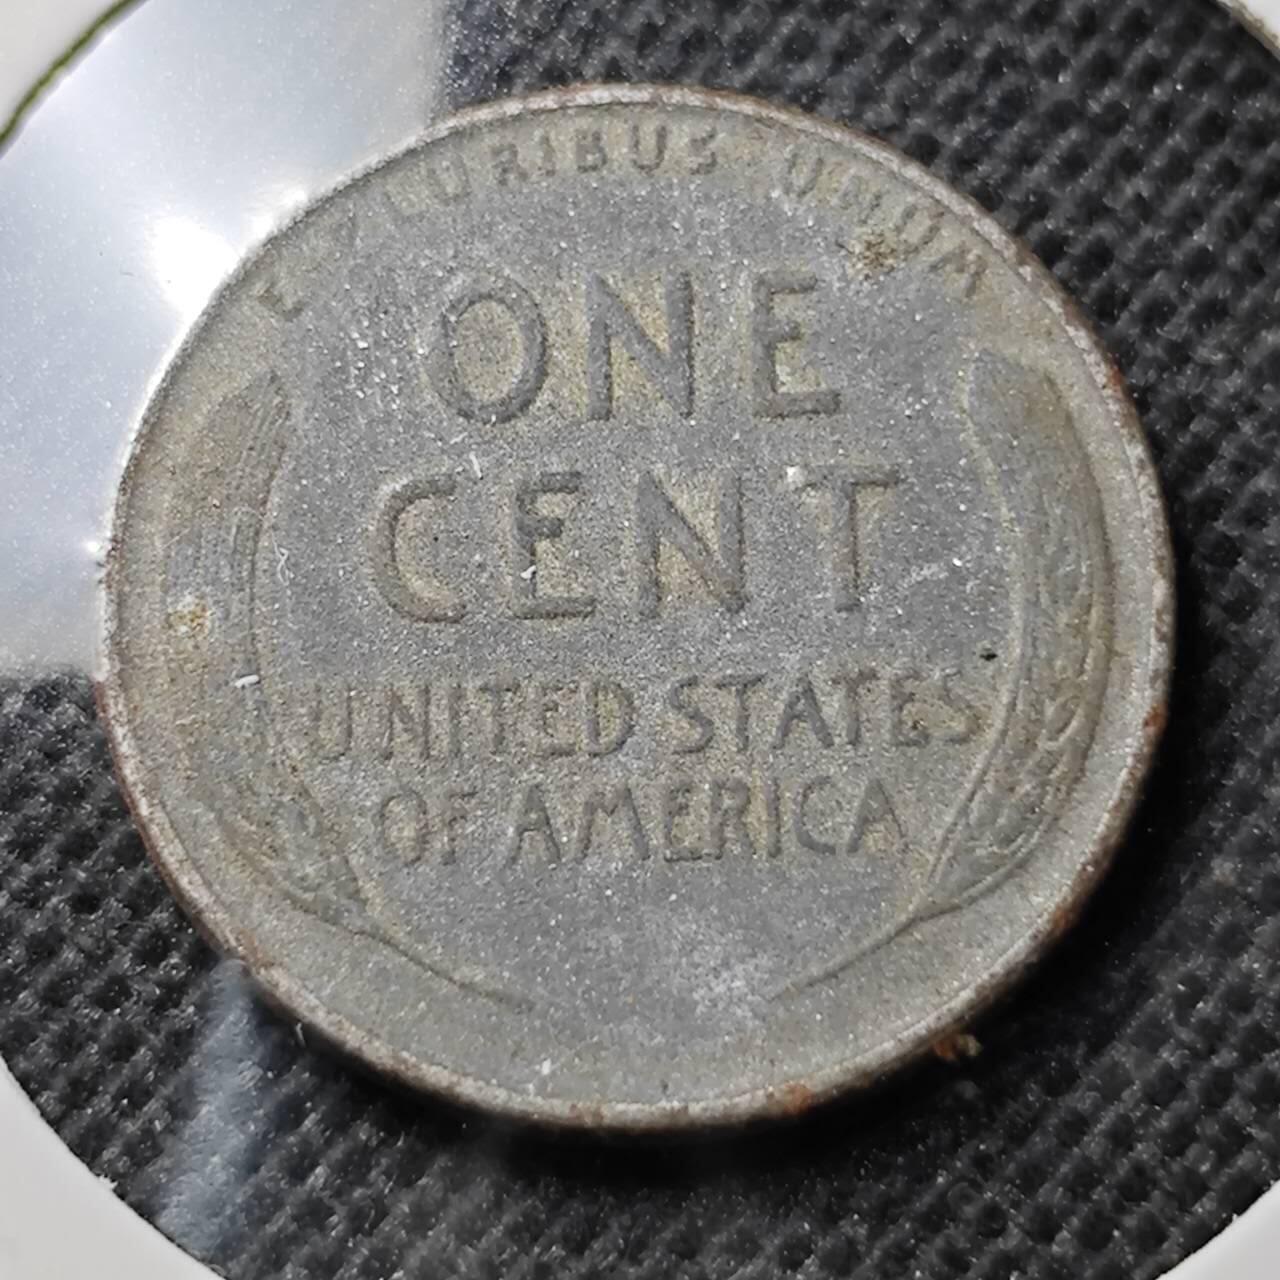 E PLURIBUS UNUM
ONE
CENT
UNITED STATES
OF AMERICA